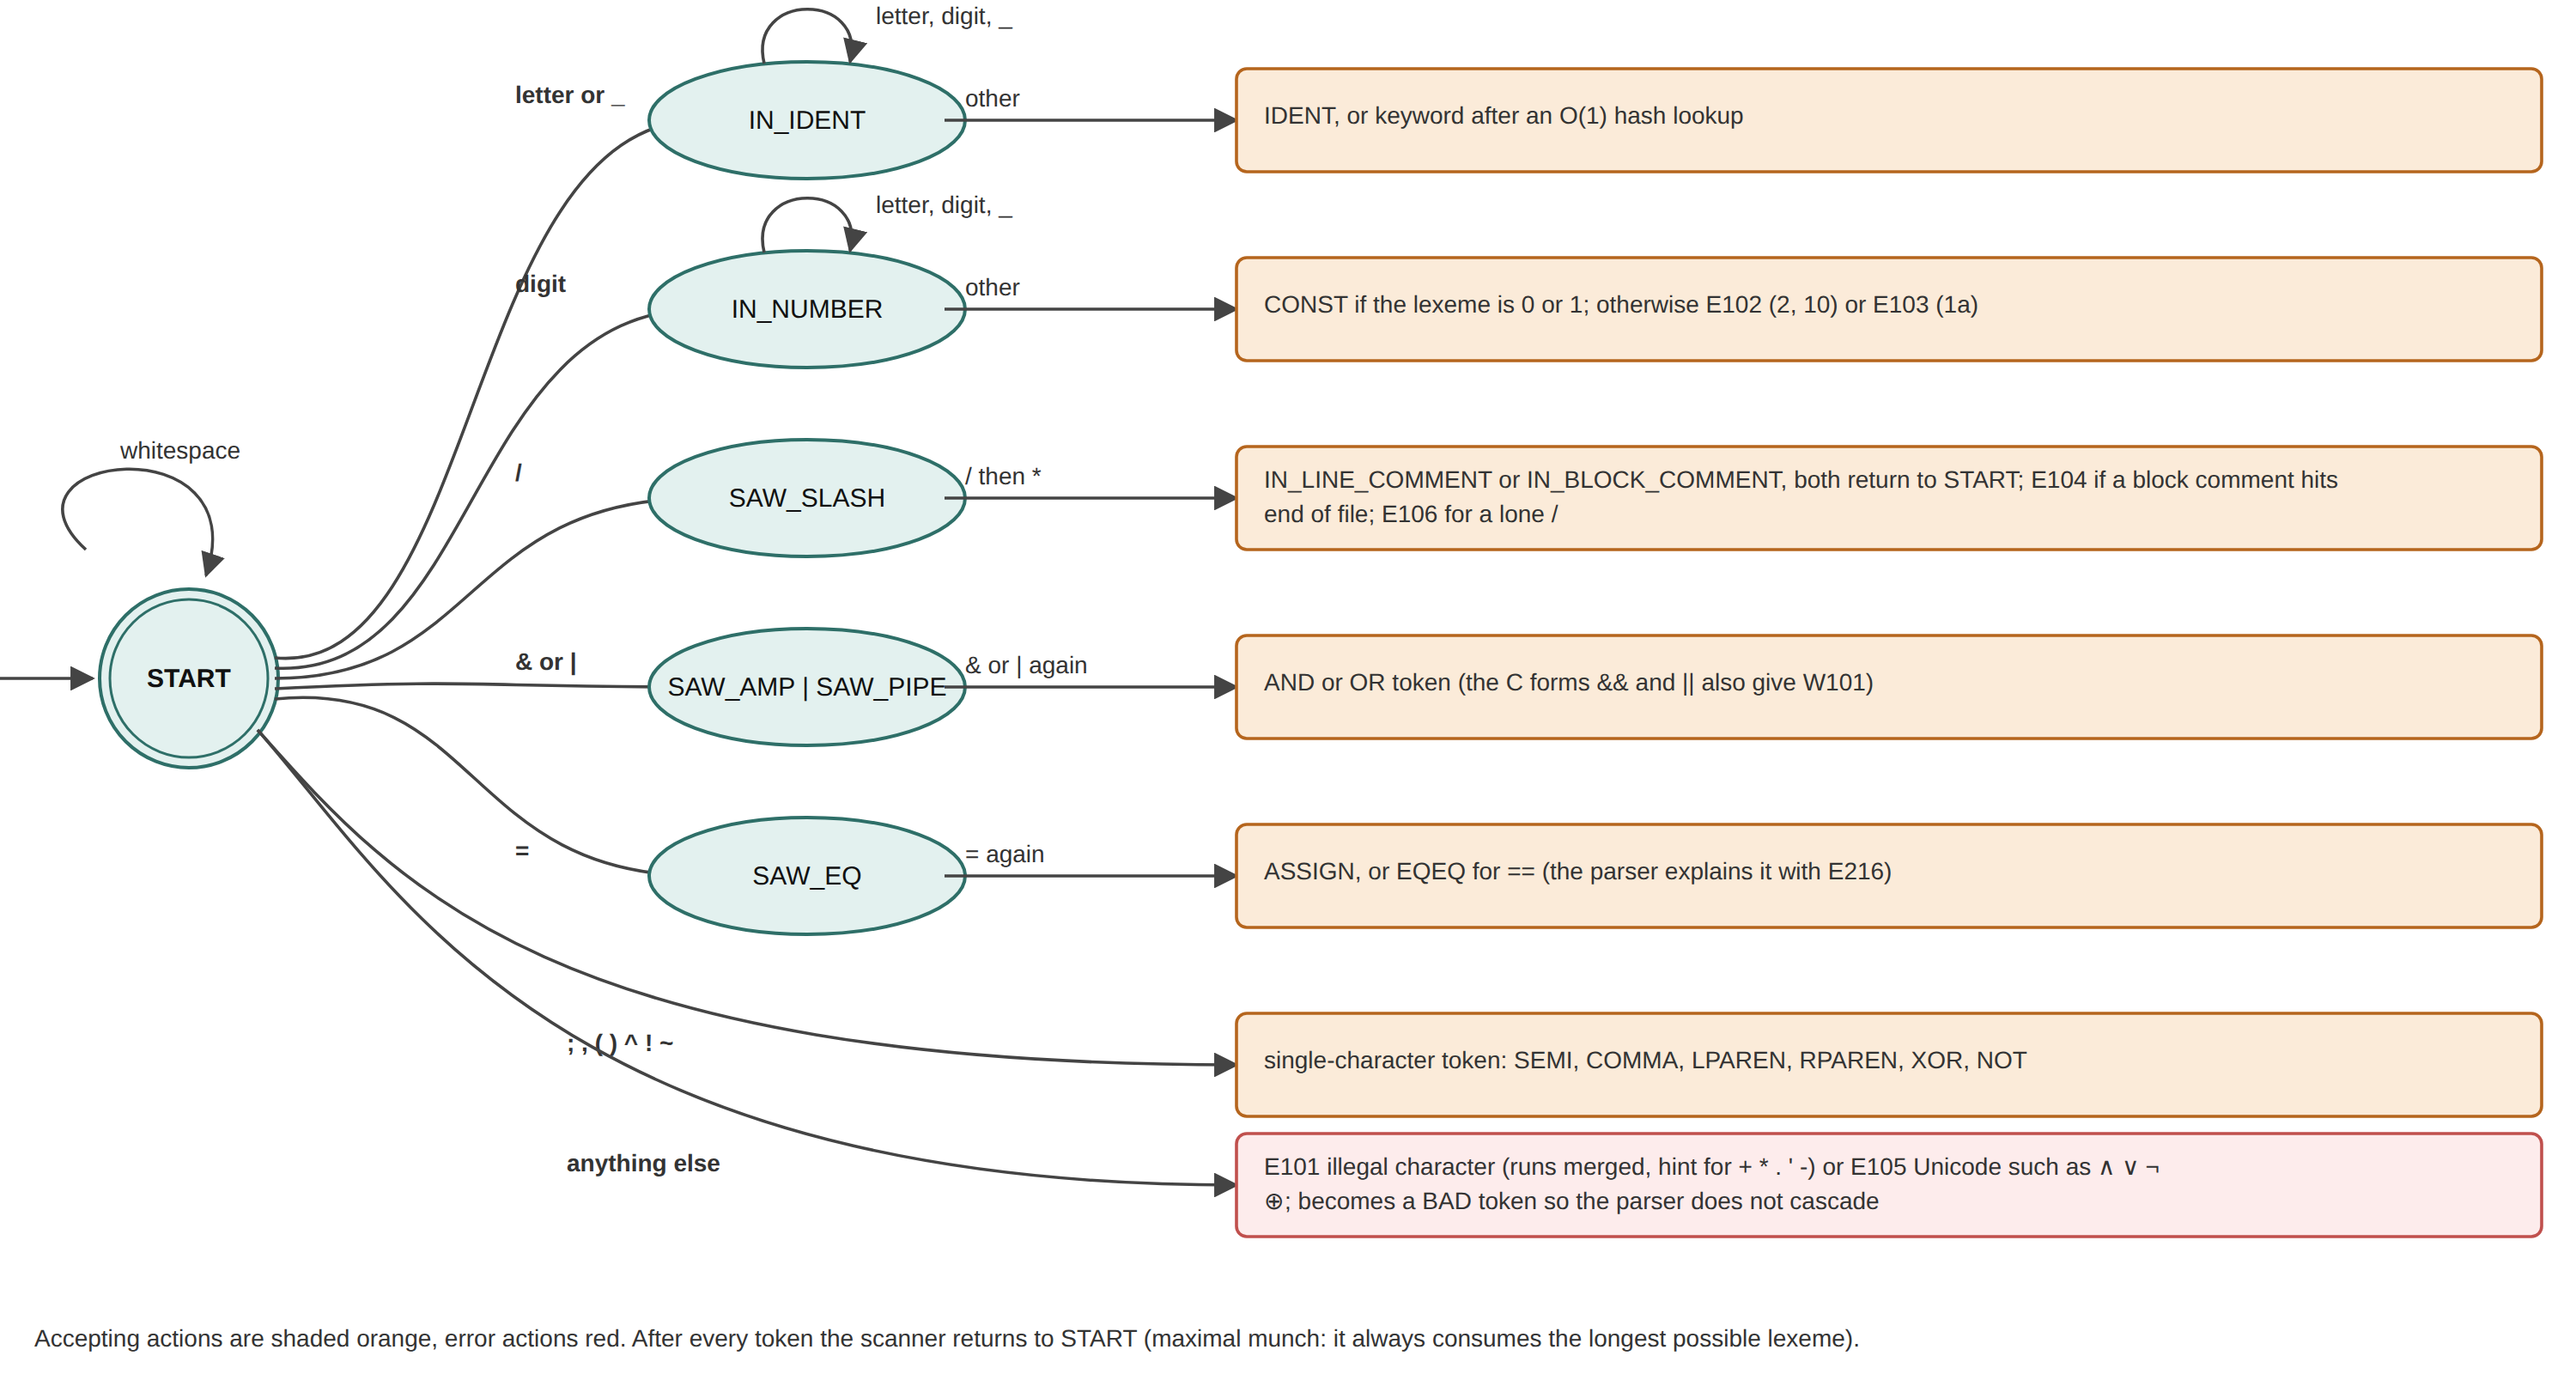 letter, digit, _
letter or _
IN_IDENT
other
IDENT, or keyword after an O(1) hash lookup
letter, digit, _
digit
IN_NUMBER
other
CONST if the lexeme is 0 or 1; otherwise E102 (2, 10) or E103 (1a)
whitespace
/
SAW_SLASH
/ then *
IN_LINE_COMMENT or IN_BLOCK_COMMENT, both return to START; E104 if a block comment hits
end of file; E106 for a lone /
START
& or |
SAW_AMP | SAW_PIPE
& or | again
AND or OR token (the C forms && and || also give W101)
=
SAW_EQ
= again
ASSIGN, or EQEQ for == (the parser explains it with E216)
; , ( ) ^ ! ~
single-character token: SEMI, COMMA, LPAREN, RPAREN, XOR, NOT
anything else
E101 illegal character (runs merged, hint for + * . ' -) or E105 Unicode such as ∧ ∨ ¬
⊕; becomes a BAD token so the parser does not cascade
Accepting actions are shaded orange, error actions red. After every token the scanner returns to START (maximal munch: it always consumes the longest possible lexeme).